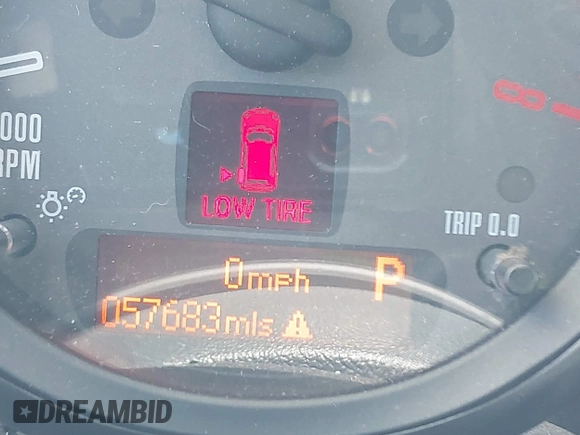 000
RPM
LOW TIRE
TRIP 0.0
0mph
P
057683mls
DREAMBID